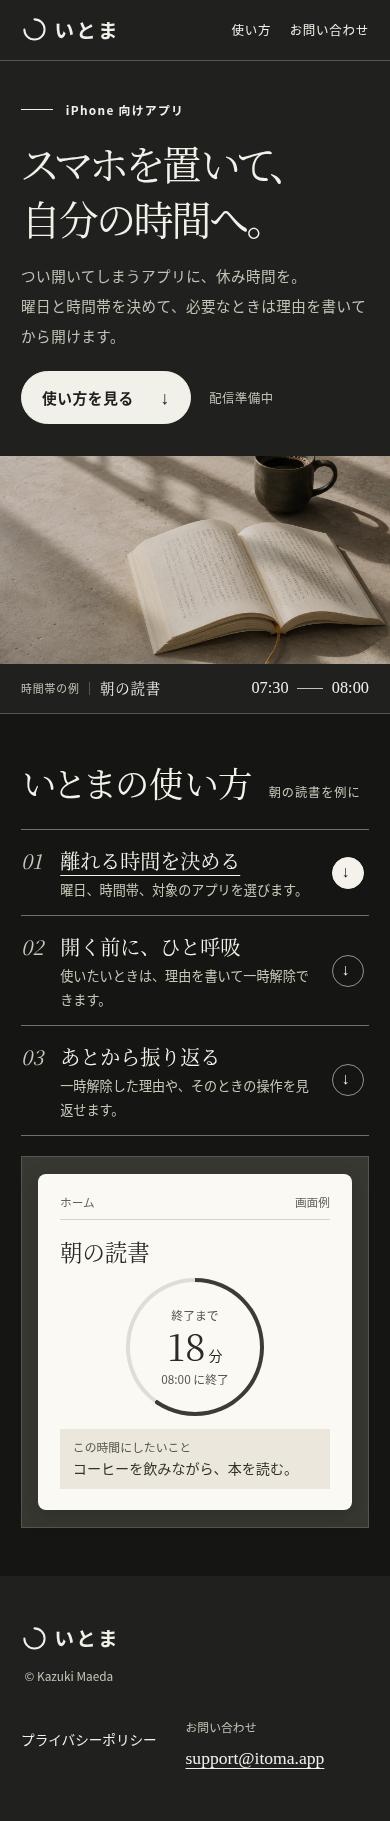 いとま
使い方 お問い合わせ
iPhone 向けアプリ
スマホを置いて、
自分の時間へ。
つい開いてしまうアプリに、休み時間を。
曜日と時間帯を決めて、必要なときは理由を書いて
から開けます。
使い方を見る ↓ 配信準備中
時間帯の例 朝の読書 07:30 08:00
いとまの使い方 朝の読書を例に
01 離れる時間を決める
曜日、時間帯、対象のアプリを選びます。
↓
02 開く前に、ひと呼吸
使いたいときは、理由を書いて一時解除で
きます。
↓
03 あとから振り返る
一時解除した理由や、そのときの操作を見
返せます。
↓
ホーム 画面例
朝の読書
終了まで
18 分
08:00 に終了
この時間にしたいこと
コーヒーを飲みながら、本を読む。
いとま
© Kazuki Maeda
プライバシーポリシー
お問い合わせ
support@itoma.app